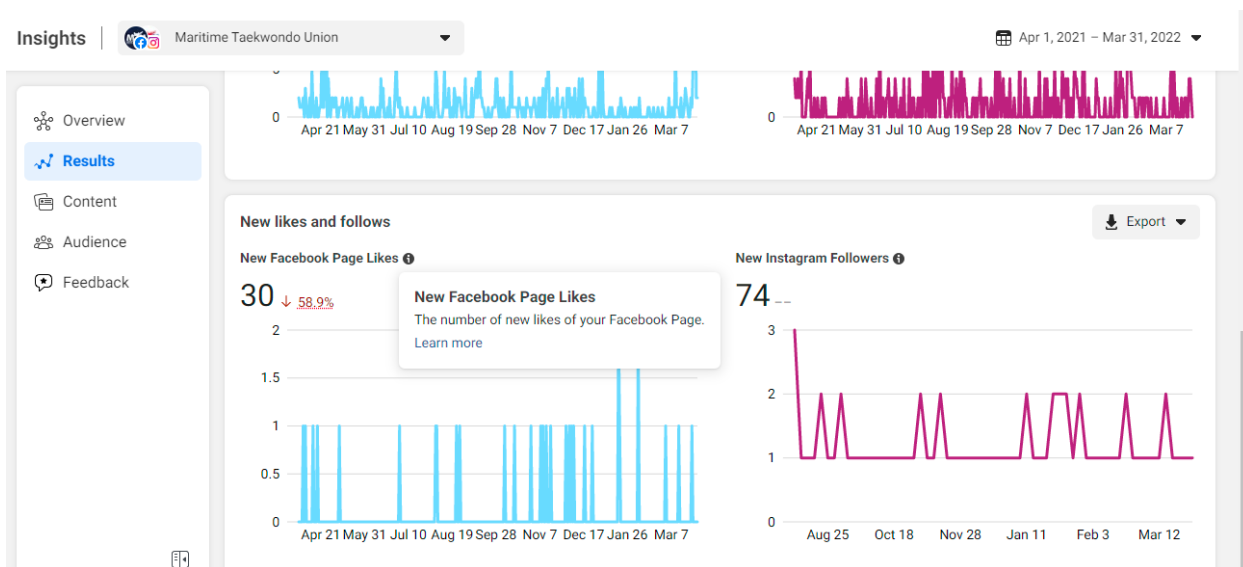 Insights
Maritime Taekwondo Union
Apr 1, 2021 – Mar 31, 2022
Overview
Results
Content
Audience
Feedback
0
Apr 21 May 31 Jul 10 Aug 19 Sep 28 Nov 7 Dec 17 Jan 26 Mar 7
0
Apr 21 May 31 Jul 10 Aug 19 Sep 28 Nov 7 Dec 17 Jan 26 Mar 7
New likes and follows
Export
New Facebook Page Likes
30 ↓ 58.9%
New Facebook Page Likes
The number of new likes of your Facebook Page.
Learn more
2
1.5
1
0.5
0
Apr 21 May 31 Jul 10 Aug 19 Sep 28 Nov 7 Dec 17 Jan 26 Mar 7
New Instagram Followers
74 --
3
2
1
0
Aug 25 Oct 18 Nov 28 Jan 11 Feb 3 Mar 12